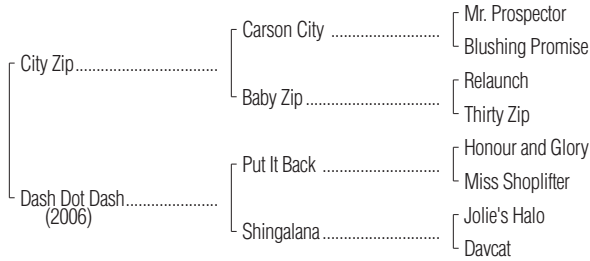 Mr. Prospector
Carson City
Blushing Promise
City Zip
Relaunch
Baby Zip
Thirty Zip
Honour and Glory
Put It Back
Miss Shoplifter
Dash Dot Dash
(2006)
Jolie's Halo
Shingalana
Davcat